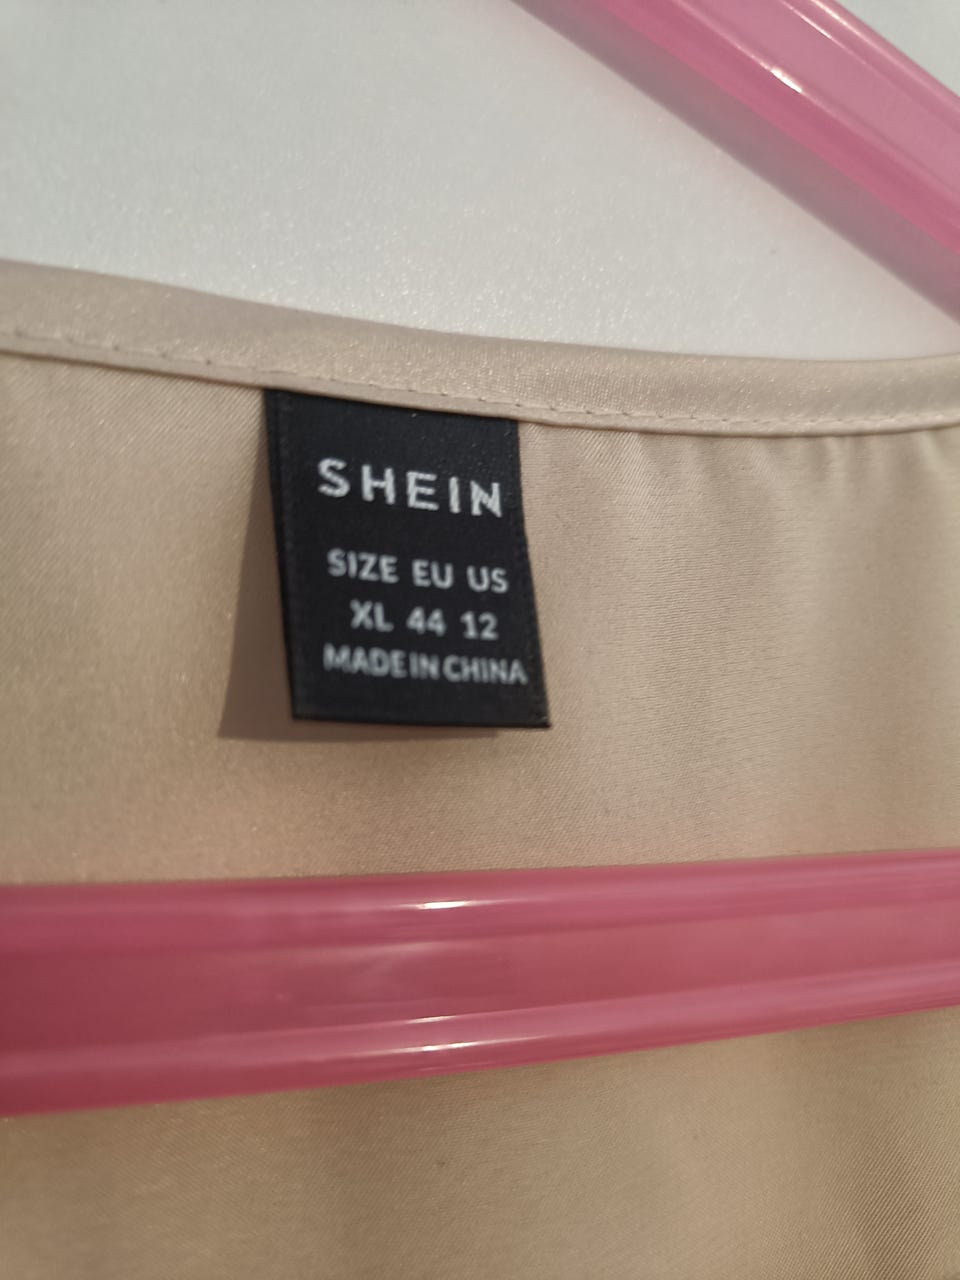 SHEIN
SIZE EU US
XL 44 12
MADE IN CHINA